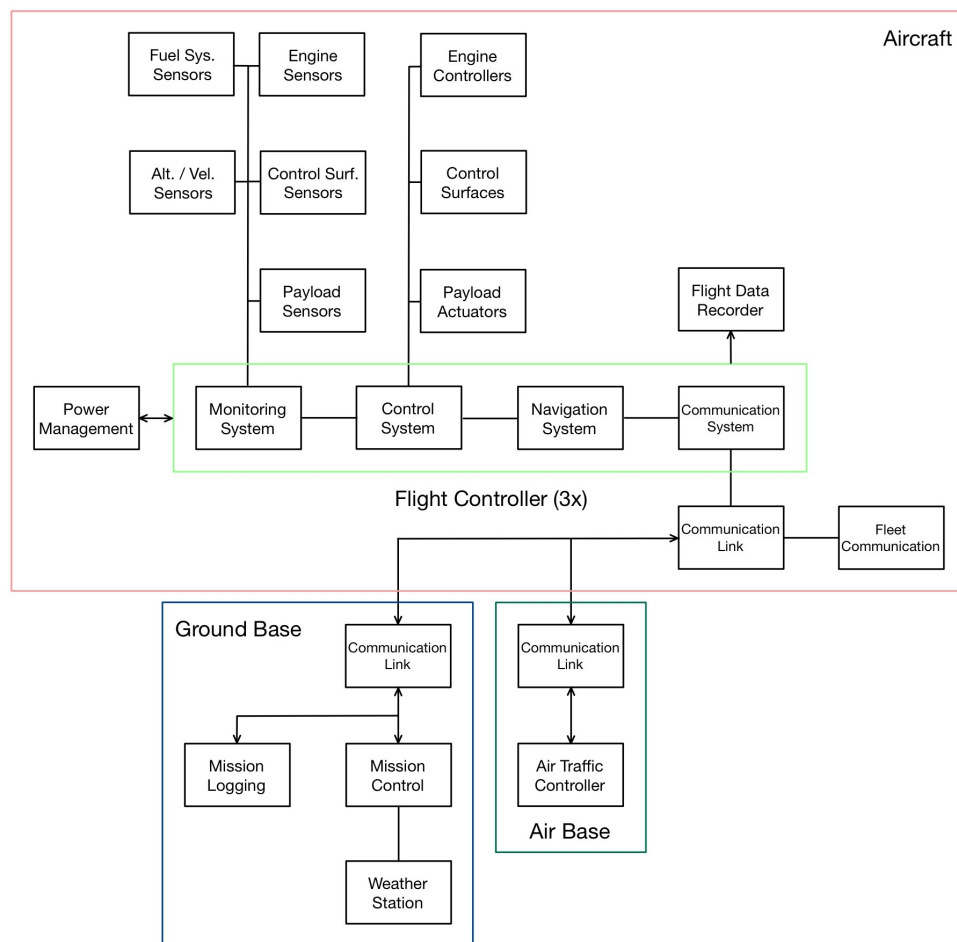 Aircraft
Fuel Sys.
Sensors
Engine
Sensors
Engine
Controllers
Alt. / Vel.
Sensors
Control Surf.
Sensors
Control
Surfaces
Payload
Sensors
Payload
Actuators
Flight Data
Recorder
Power
Management
Monitoring
System
Control
System
Navigation
System
Communication
System
Flight Controller (3x)
Communication
Link
Fleet
Communication
Ground Base
Communication
Link
Communication
Link
Mission
Logging
Mission
Control
Air Traffic
Controller
Air Base
Weather
Station